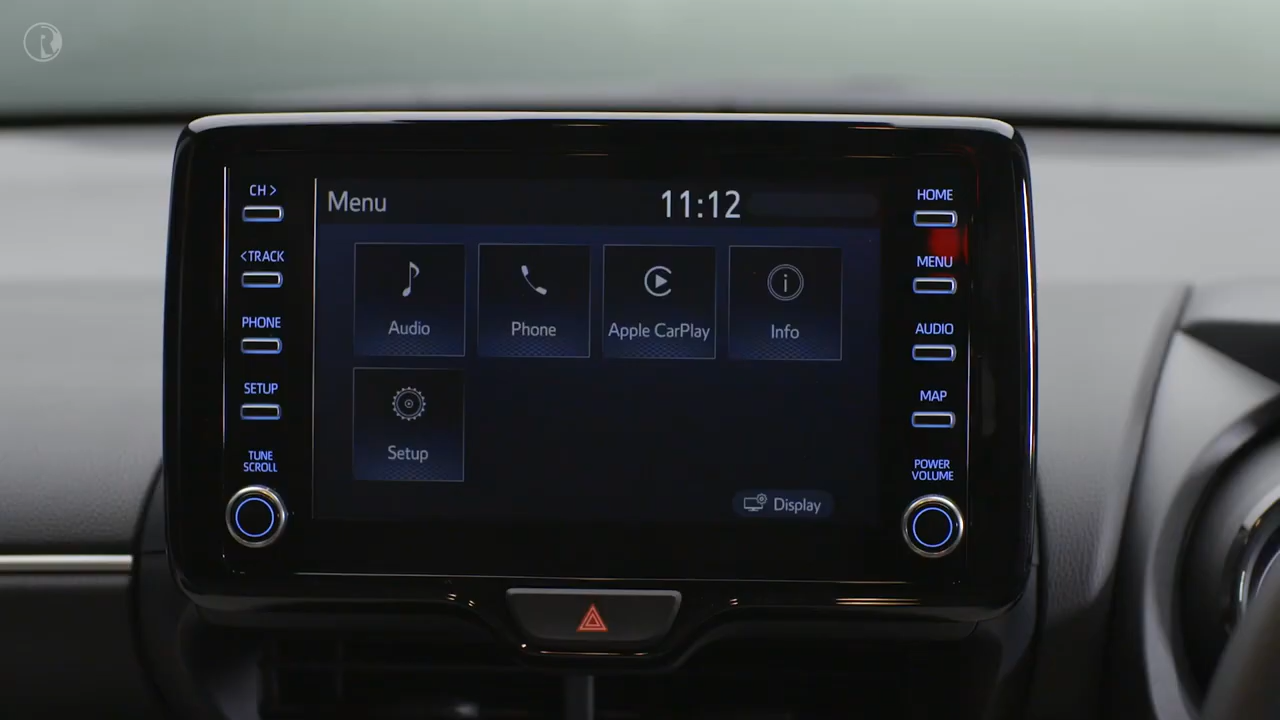 R
CH >
< TRACK
PHONE
SETUP
TUNE
SCROLL
Menu
11:12
Audio
Phone
Apple CarPlay
Info
Setup
Display
HOME
MENU
AUDIO
MAP
POWER
VOLUME